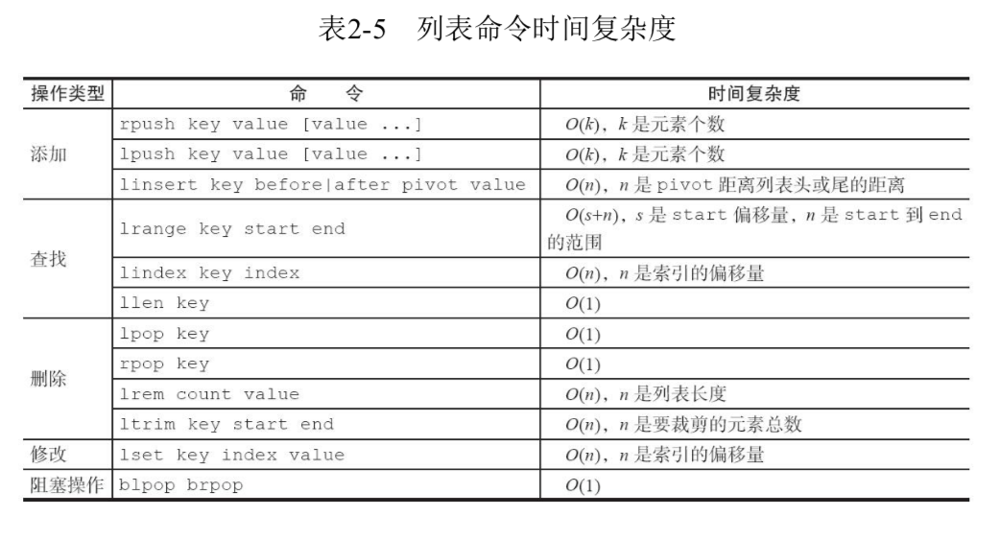 表2-5 列表命令时间复杂度
操作类型 命 令 时间复杂度
添加 rpush key value [value ...] O(k)，k 是元素个数
lpush key value [value ...] O(k)，k 是元素个数
linsert key before|after pivot value O(n)，n 是 pivot 距离列表头或尾的距离
查找 lrange key start end O(s+n)，s 是 start 偏移量，n 是 start 到 end
的范围
lindex key index O(n)，n 是索引的偏移量
llen key O(1)
删除 lpop key O(1)
rpop key O(1)
lrem count value O(n)，n 是列表长度
ltrim key start end O(n)，n 是要裁剪的元素总数
修改 lset key index value O(n)，n 是索引的偏移量
阻塞操作 blpop brpop O(1)